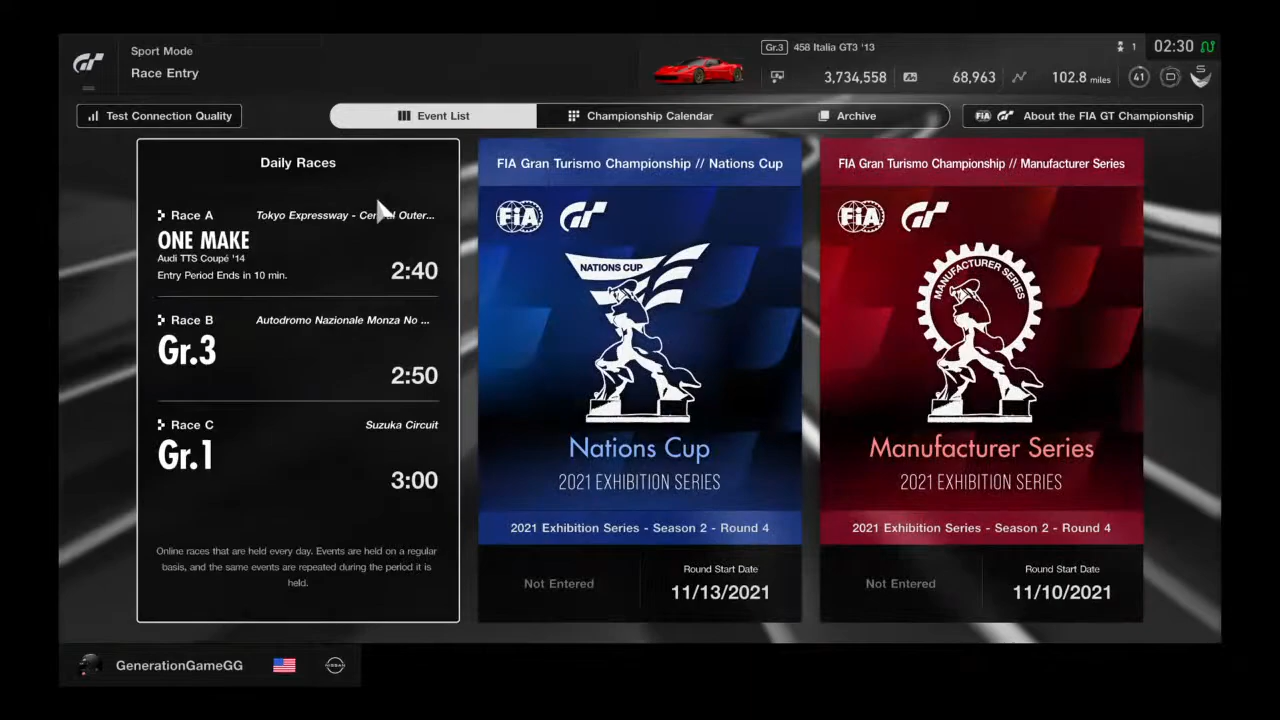 Sport Mode
Race Entry
Gr.3 458 Italia GT3 '13
1
02:30
3,734,558
68,963
102.8 miles
41
D
S
Test Connection Quality
Event List
Championship Calendar
Archive
FIA GT About the FIA GT Championship
Daily Races
Race A
Tokyo Expressway - Outer...
ONE MAKE
Audi TTS Coupé '14
Entry Period Ends in 10 min.
2:40
Race B
Autodromo Nazionale Monza No ...
Gr.3
2:50
Race C
Suzuka Circuit
Gr.1
3:00
Online races that are held every day. Events are held on a regular
basis, and the same events are repeated during the period it is
held.
FIA Gran Turismo Championship // Nations Cup
FIA GT
NATIONS CUP
Nations Cup
2021 EXHIBITION SERIES
2021 Exhibition Series - Season 2 - Round 4
Not Entered
Round Start Date
11/13/2021
FIA Gran Turismo Championship // Manufacturer Series
FIA GT
MANUFACTURER SERIES
Manufacturer Series
2021 EXHIBITION SERIES
2021 Exhibition Series - Season 2 - Round 4
Not Entered
Round Start Date
11/10/2021
GenerationGameGG
NISSAN